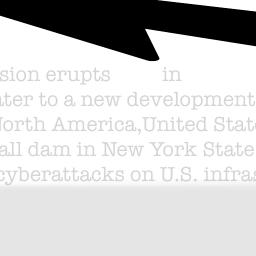 sion erupts in
ter to a new development
North America,United State
all dam in New York State
cyberattacks on U.S. infras